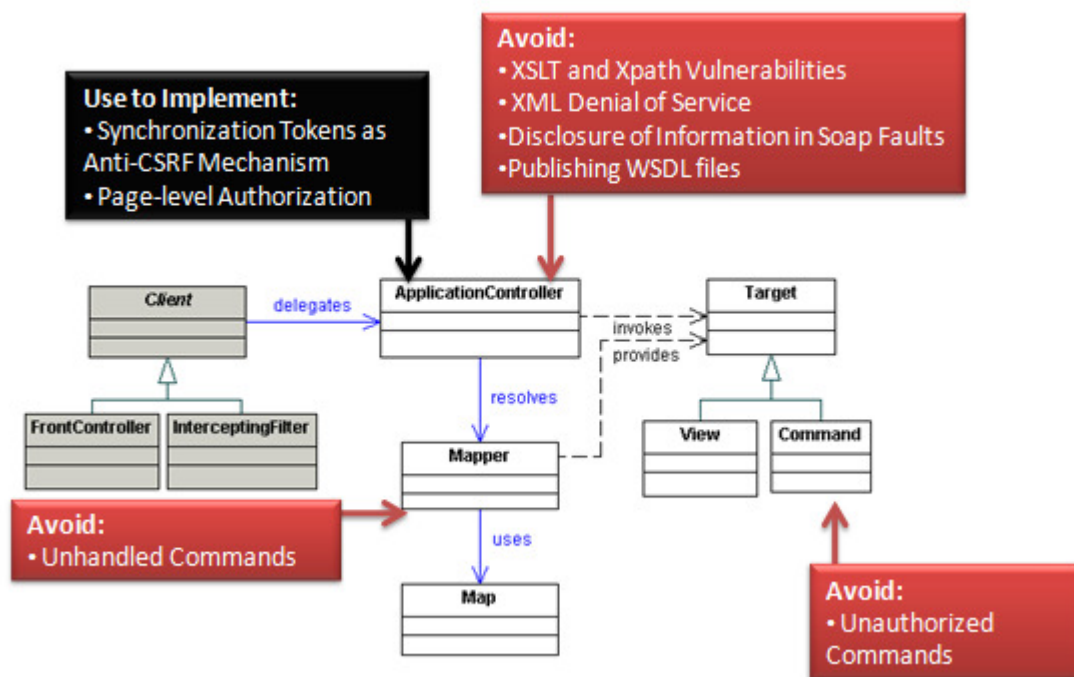 Avoid:
• XSLT and Xpath Vulnerabilities
• XML Denial of Service
• Disclosure of Information in Soap Faults
• Publishing WSDL files
Use to Implement:
• Synchronization Tokens as
Anti-CSRF Mechanism
• Page-level Authorization
Client
delegates
ApplicationController
Target
invokes
provides
resolves
FrontController
InterceptingFilter
Mapper
View
Command
Avoid:
• Unhandled Commands
uses
Map
Avoid:
• Unauthorized
Commands